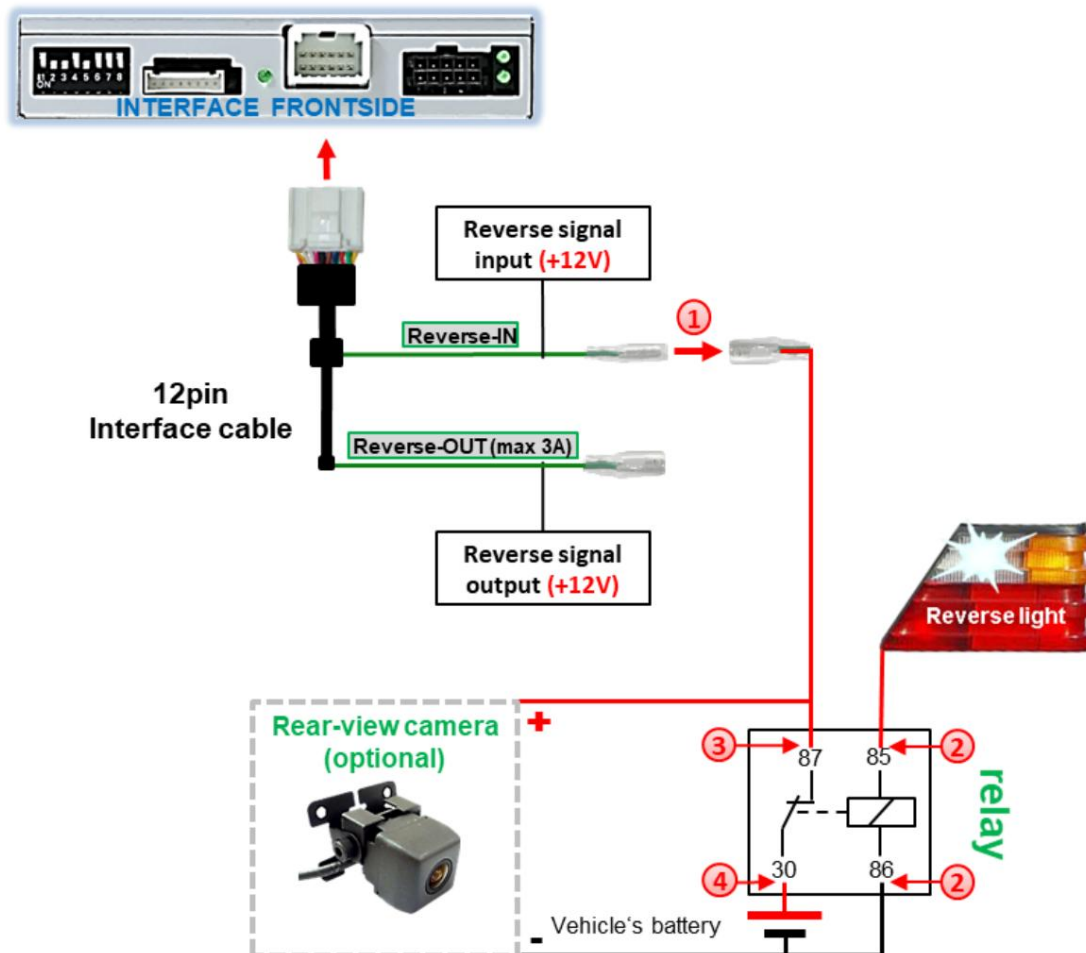 1 2 3 4 5 6 7 8
ON
INTERFACE FRONTSIDE
Reverse signal
input (+12V)
Reverse-IN
1
12pin
Interface cable
Reverse-OUT(max 3A)
Reverse signal
output (+12V)
Reverse light
Rear-view camera
(optional)
+
3
87
85
2
relay
4
30
86
2
- Vehicle‘s battery